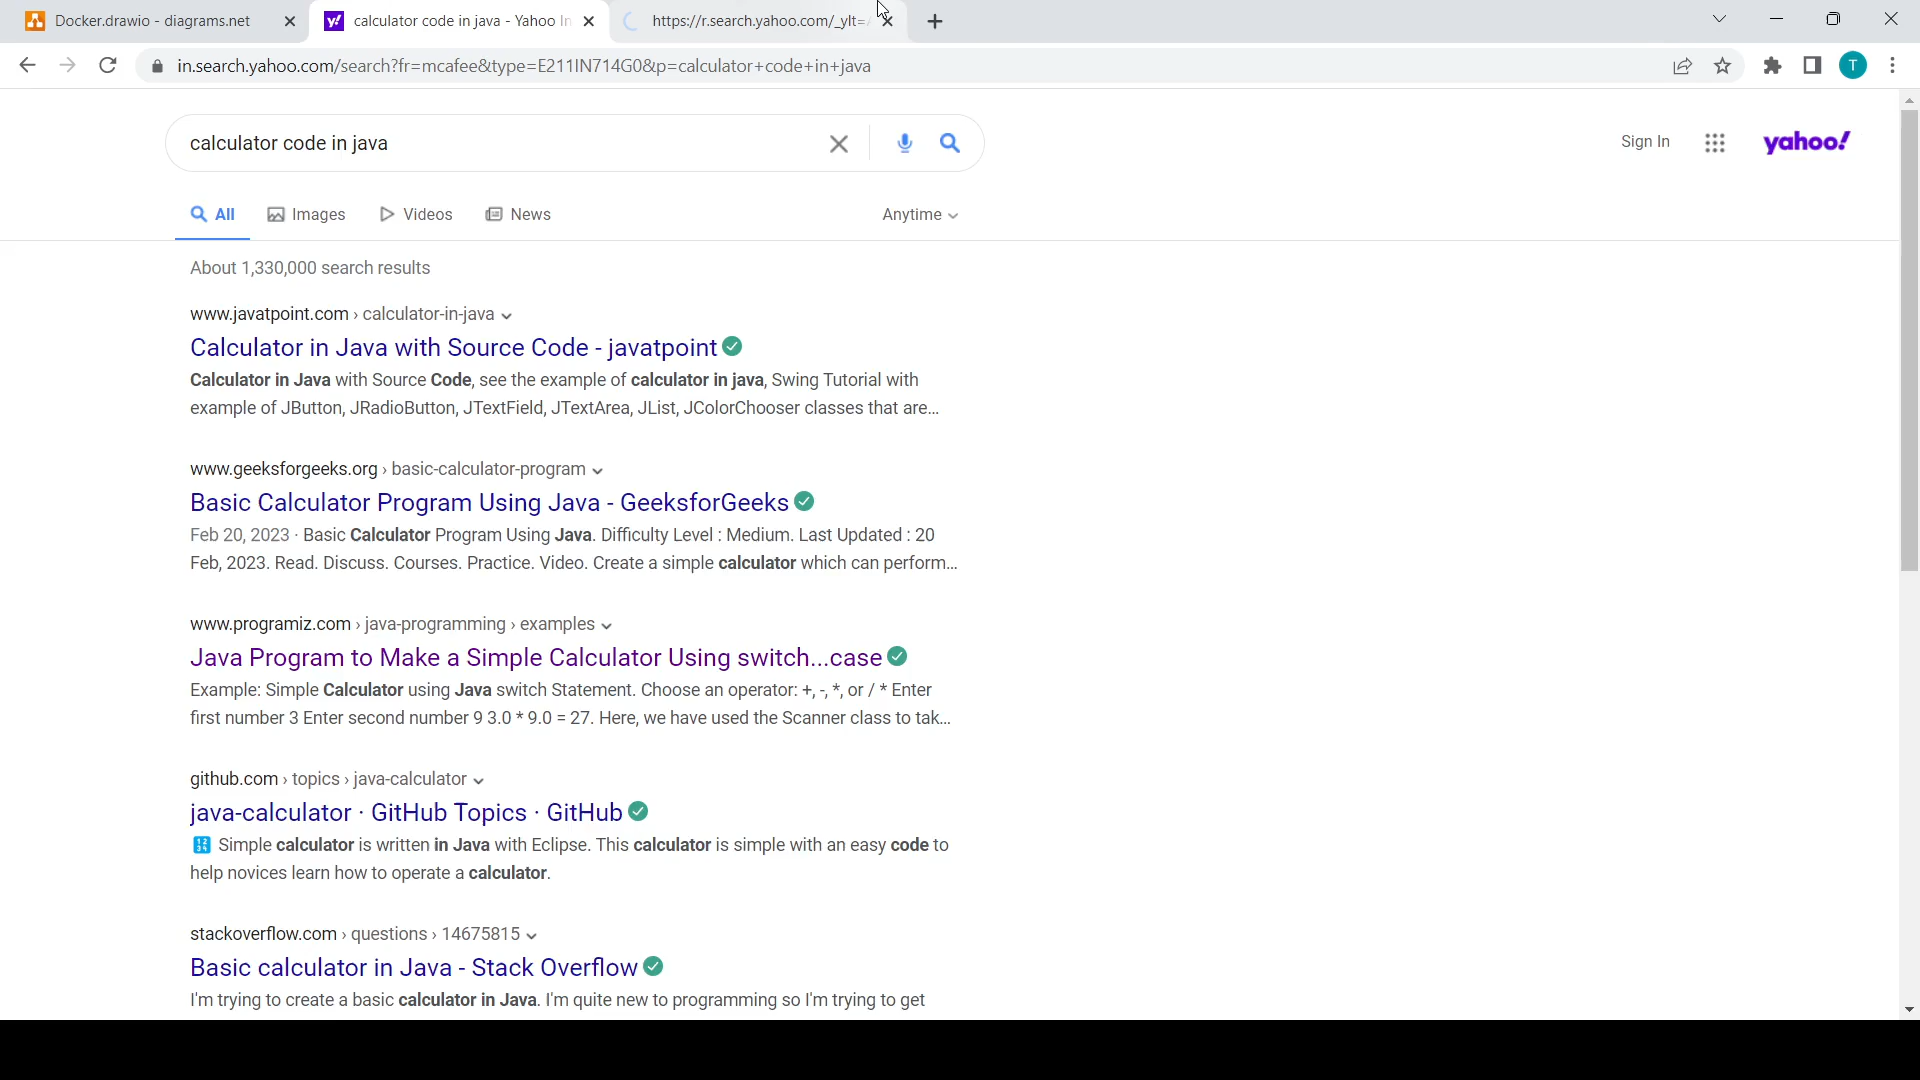 Docker.drawio - diagrams.net
calculator code in java - Yahoo In
https://r.search.yahoo.com/_ylt=
in.search.yahoo.com/search?fr=mcafee&type=E211IN714G0&p=calculator+code+in+java
T
calculator code in java
Sign In
yahoo!
All
Images
Videos
News
Anytime
About 1,330,000 search results
www.javatpoint.com › calculator-in-java
Calculator in Java with Source Code - javatpoint
Calculator in Java with Source Code, see the example of calculator in java, Swing Tutorial with
example of JButton, JRadioButton, JTextField, JTextArea, JList, JColorChooser classes that are...
www.geeksforgeeks.org › basic-calculator-program
Basic Calculator Program Using Java - GeeksforGeeks
Feb 20, 2023 · Basic Calculator Program Using Java. Difficulty Level : Medium. Last Updated : 20
Feb, 2023. Read. Discuss. Courses. Practice. Video. Create a simple calculator which can perform...
www.programiz.com › java-programming › examples
Java Program to Make a Simple Calculator Using switch...case
Example: Simple Calculator using Java switch Statement. Choose an operator: +, -, *, or / * Enter
first number 3 Enter second number 9 3.0 * 9.0 = 27. Here, we have used the Scanner class to tak...
github.com › topics › java-calculator
java-calculator · GitHub Topics · GitHub
Simple calculator is written in Java with Eclipse. This calculator is simple with an easy code to
help novices learn how to operate a calculator.
stackoverflow.com › questions › 14675815
Basic calculator in Java - Stack Overflow
I'm trying to create a basic calculator in Java. I'm quite new to programming so I'm trying to get